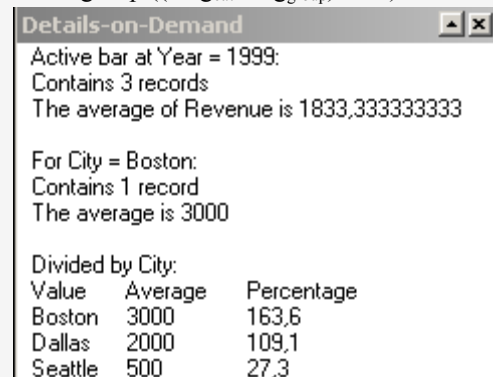 Details-on-Demand
Active bar at Year = 1999:
Contains 3 records
The average of Revenue is 1833,333333333
For City = Boston:
Contains 1 record
The average is 3000
Divided by City:
Value Average Percentage
Boston 3000 163,6
Dallas 2000 109,1
Seattle 500 27,3